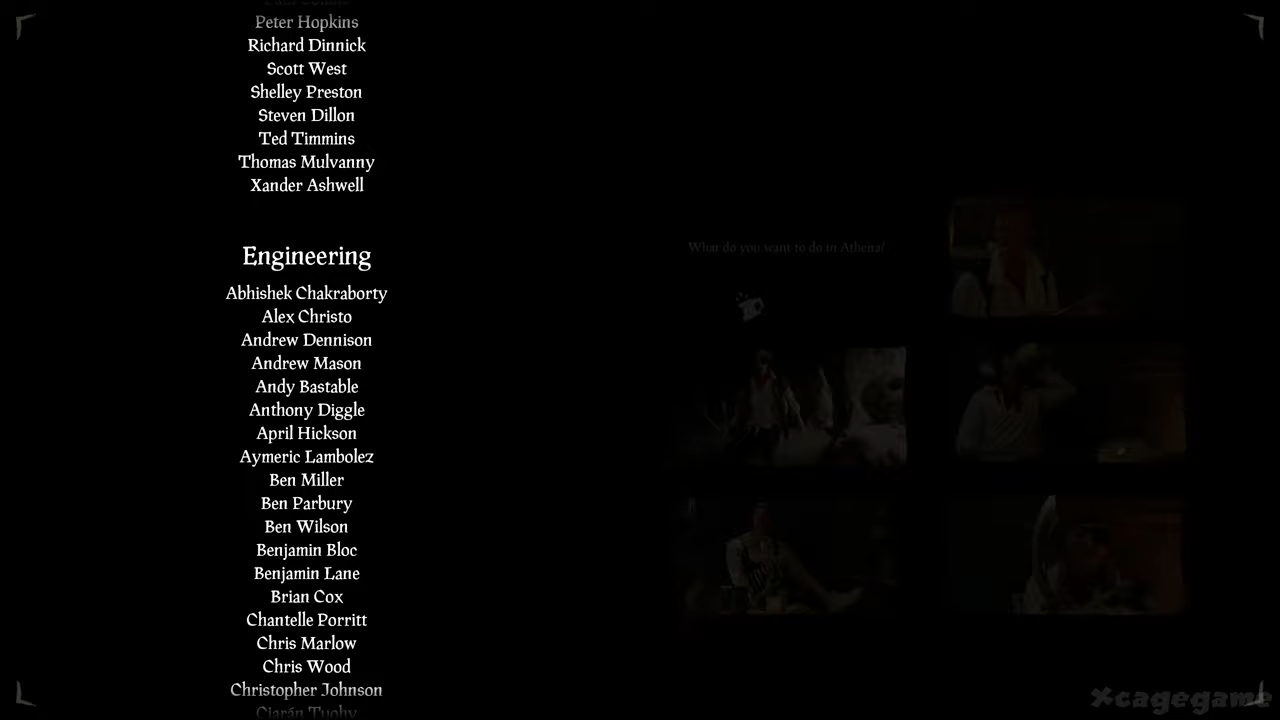 Peter Hopkins
Richard Dinnick
Scott West
Shelley Preston
Steven Dillon
Ted Timmins
Thomas Mulvanny
Xander Ashwell
Engineering
Abhishek Chakraborty
Alex Christo
Andrew Dennison
Andrew Mason
Andy Bastable
Anthony Diggle
April Hickson
Aymeric Lambolez
Ben Miller
Ben Parbury
Ben Wilson
Benjamin Bloc
Benjamin Lane
Brian Cox
Chantelle Porritt
Chris Marlow
Chris Wood
Christopher Johnson
Ciarán Tuohy
What do you want to do in Athena?
Xcagegame